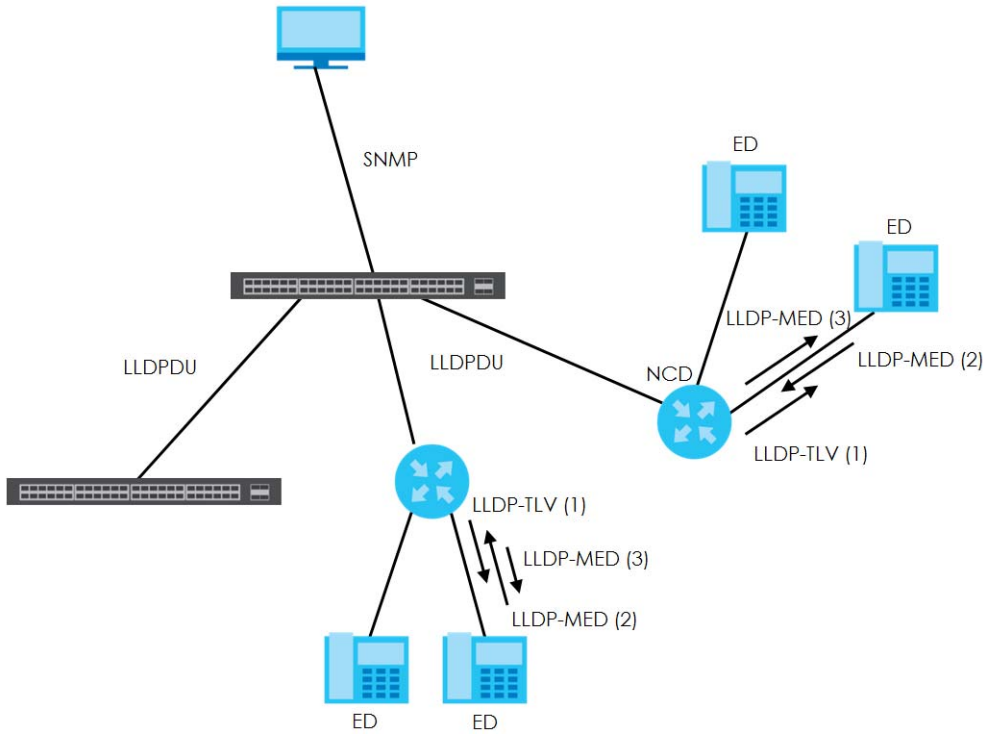 SNMP
ED
ED
LLDP-MED (3)
LLDPDU
LLDPDU
NCD
LLDP-MED (2)
LLDP-TLV (1)
LLDP-TLV (1)
LLDP-MED (3)
LLDP-MED (2)
ED
ED